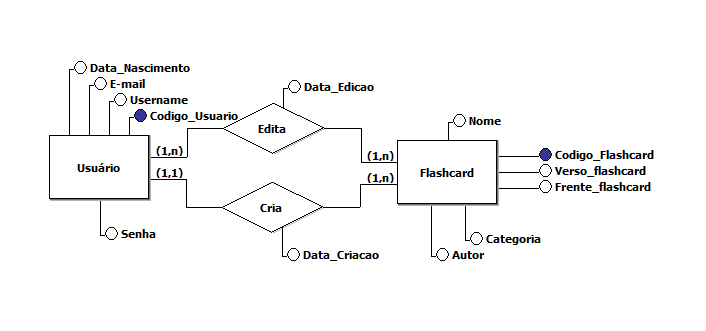 Data_Nascimento
E-mail
Username
Codigo_Usuario
Usuário
Senha
(1,n)
(1,1)
Data_Edicao
Edita
Cria
Data_Criacao
(1,n)
(1,n)
Nome
Flashcard
Codigo_Flashcard
Verso_flashcard
Frente_flashcard
Categoria
Autor